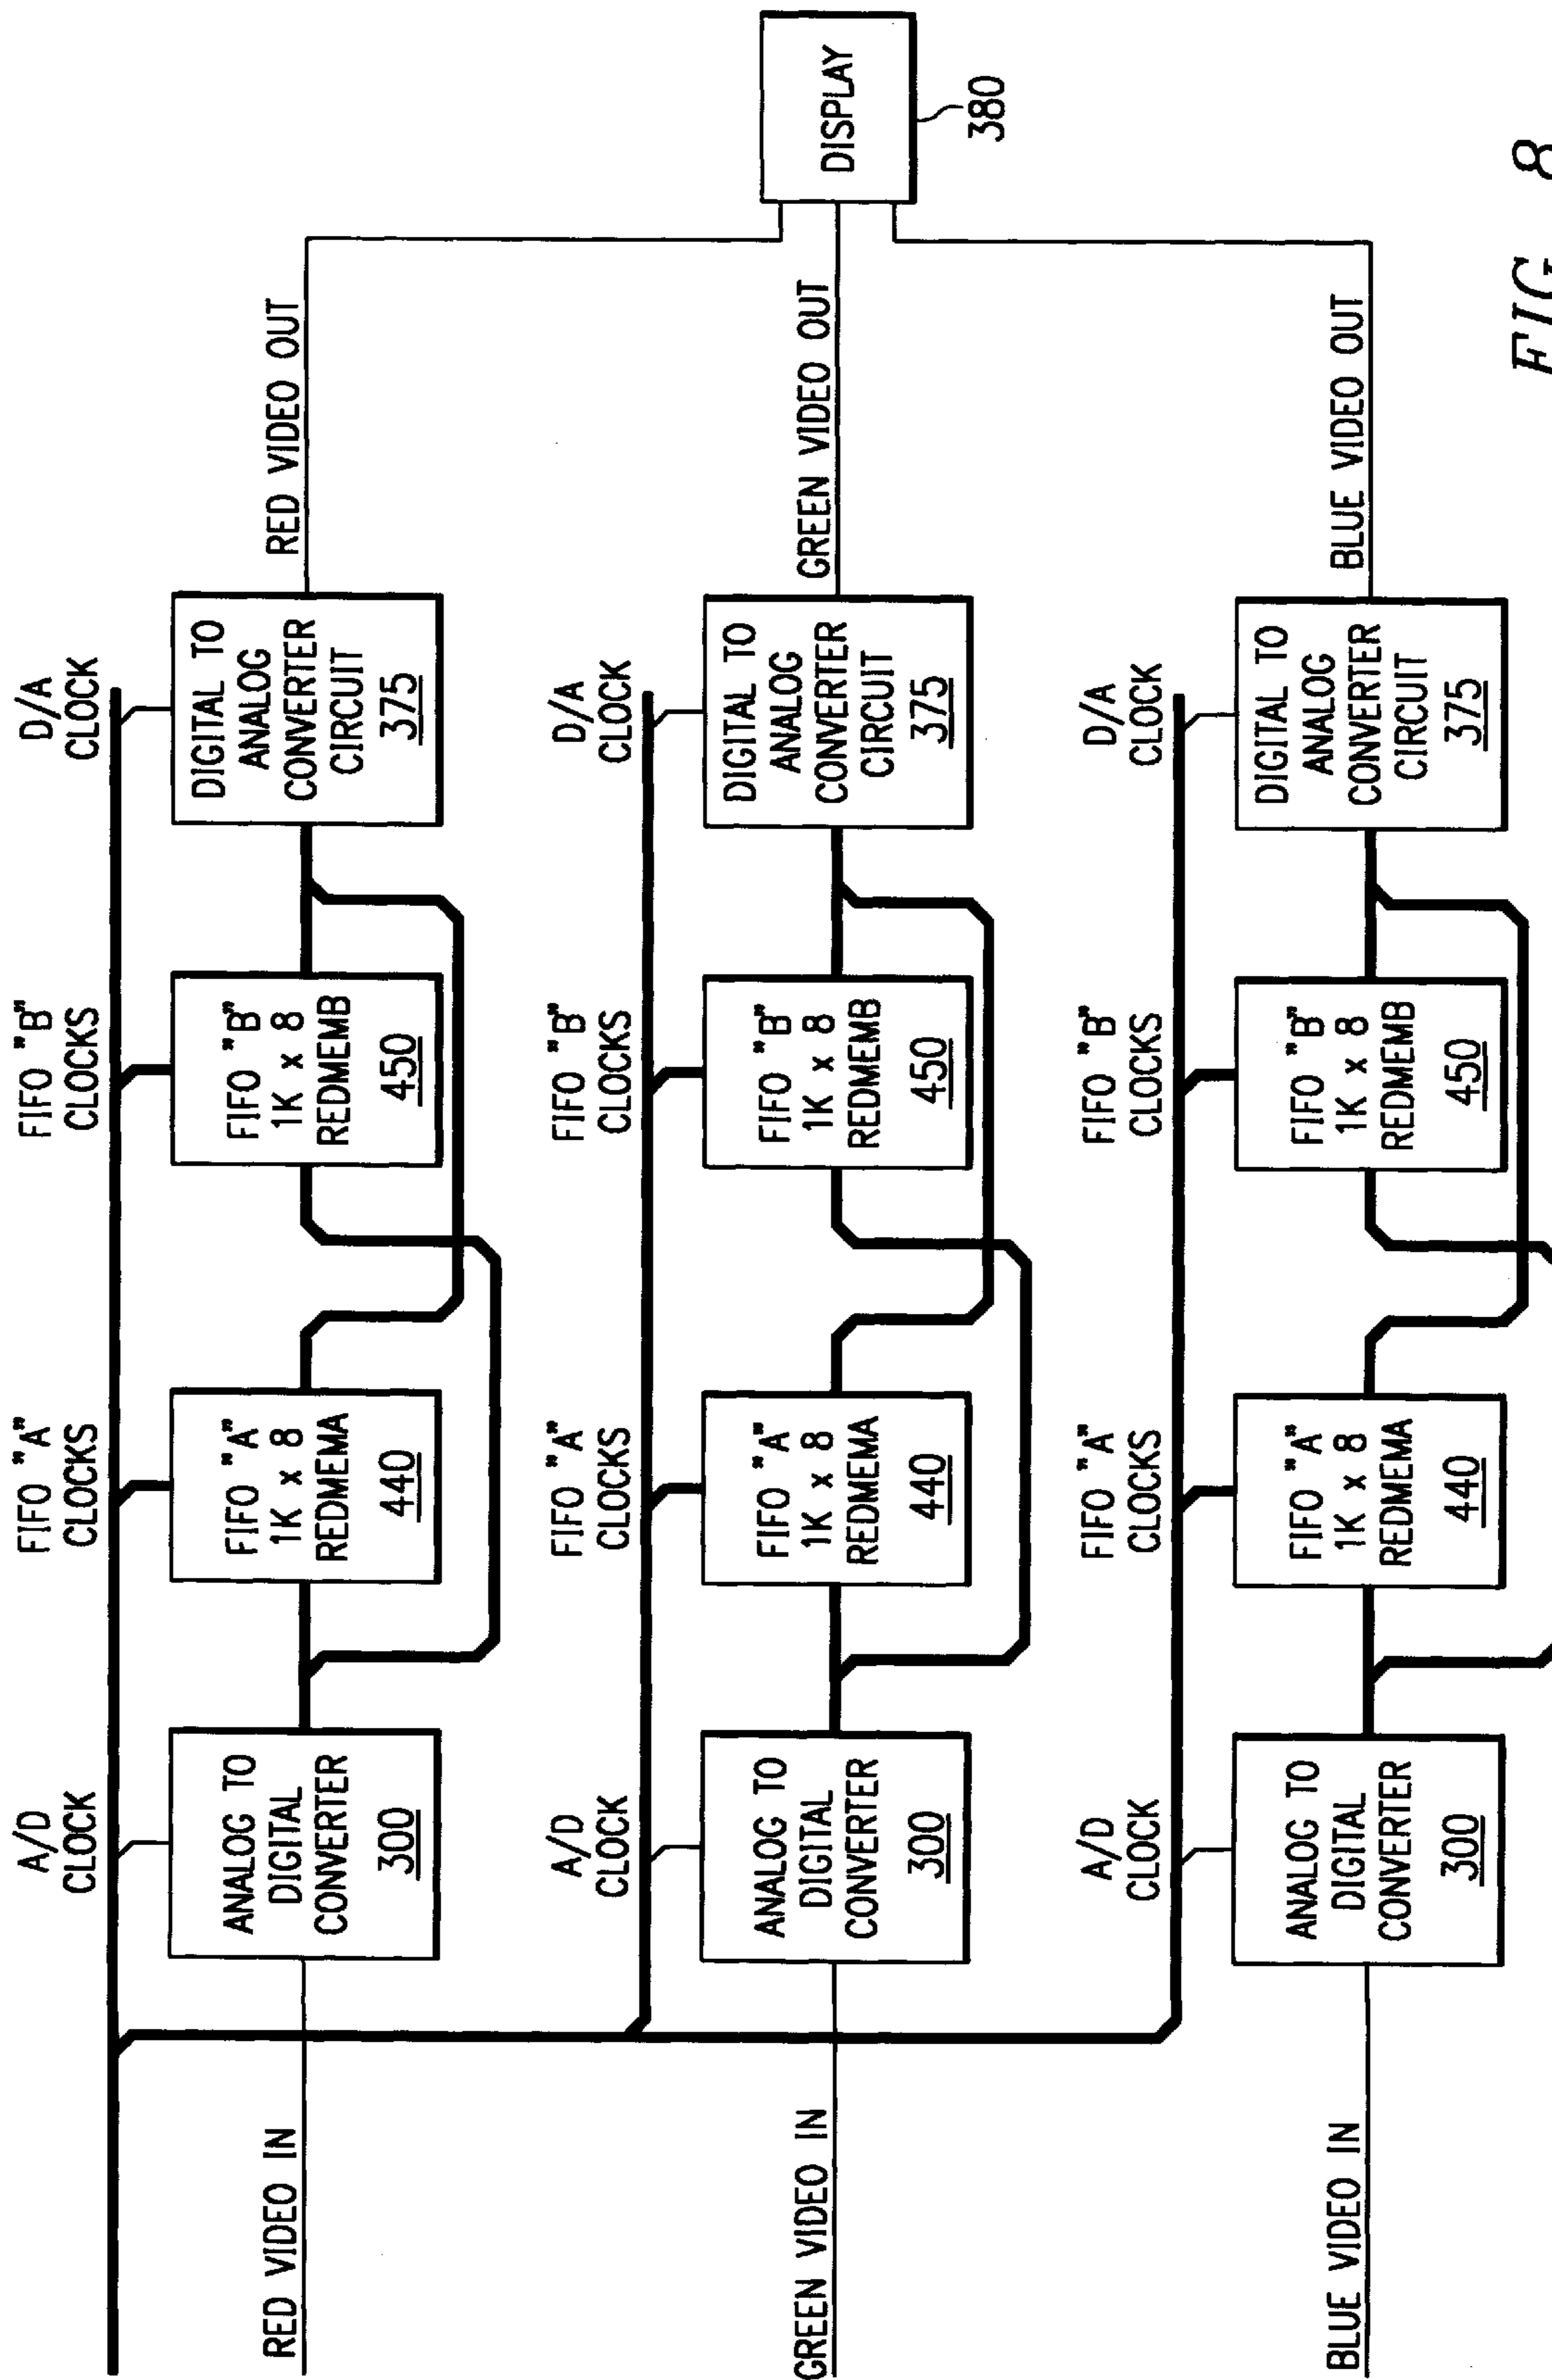 A/D
CLOCK
FIFO "A"
CLOCKS
FIFO "B"
CLOCKS
D/A
CLOCK
RED VIDEO IN
ANALOG TO
DIGITAL
CONVERTER
300
FIFO "A"
1K x 8
REDMEMA
440
FIFO "B"
1K x 8
REDMEMB
450
DIGITAL TO
ANALOG
CONVERTER
CIRCUIT
375
RED VIDEO OUT
A/D
CLOCK
FIFO "A"
CLOCKS
FIFO "B"
CLOCKS
D/A
CLOCK
GREEN VIDEO IN
ANALOG TO
DIGITAL
CONVERTER
300
FIFO "A"
1K x 8
REDMEMA
440
FIFO "B"
1K x 8
REDMEMB
450
DIGITAL TO
ANALOG
CONVERTER
CIRCUIT
375
GREEN VIDEO OUT
DISPLAY
380
A/D
CLOCK
FIFO "A"
CLOCKS
FIFO "B"
CLOCKS
D/A
CLOCK
BLUE VIDEO IN
ANALOG TO
DIGITAL
CONVERTER
300
FIFO "A"
1K x 8
REDMEMA
440
FIFO "B"
1K x 8
REDMEMB
450
DIGITAL TO
ANALOG
CONVERTER
CIRCUIT
375
BLUE VIDEO OUT
FIG. 8